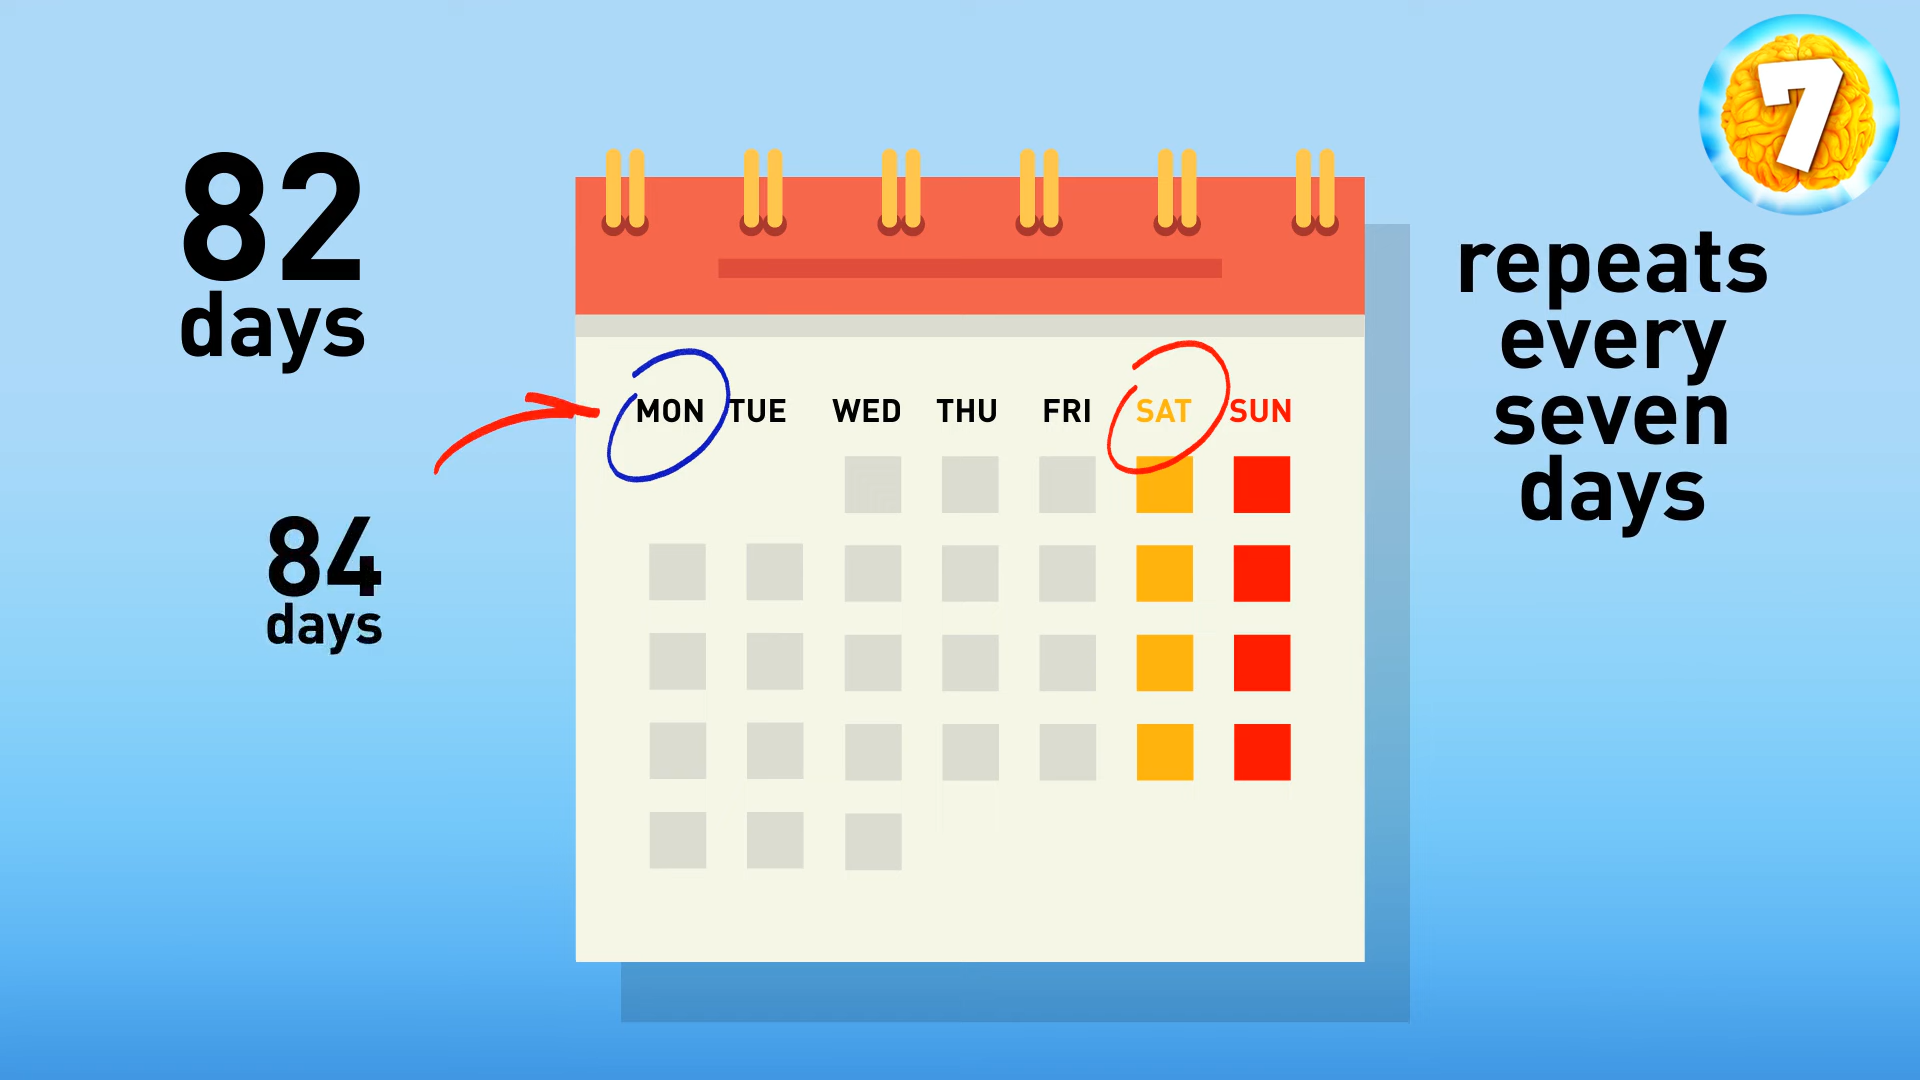 7
82
days
MON TUE WED THU FRI SAT SUN
84
days
repeats
every
seven
days